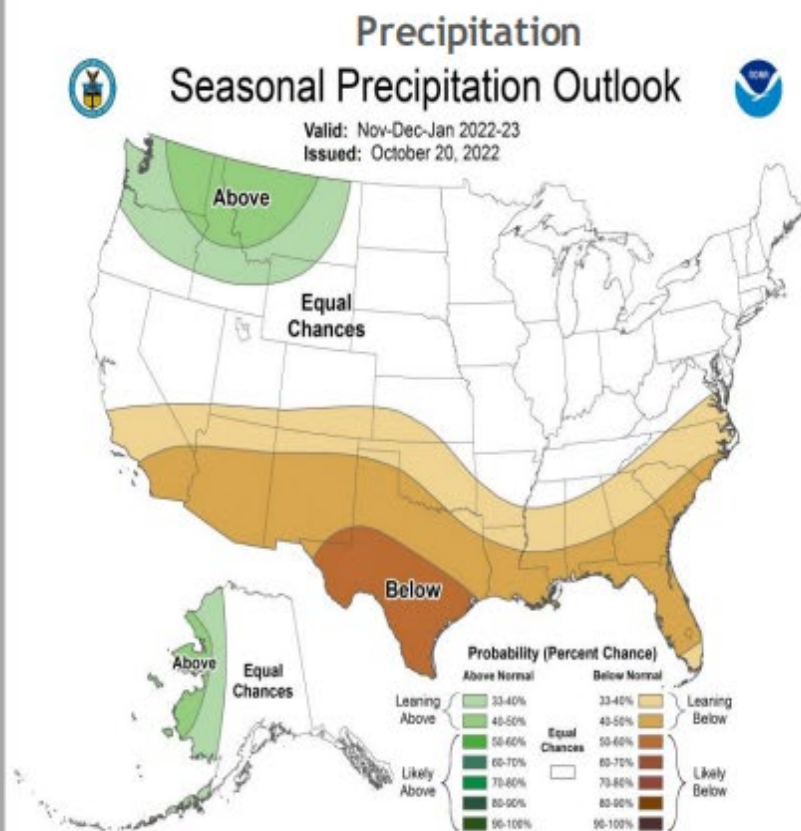 Precipitation
Seasonal Precipitation Outlook
Valid: Nov-Dec-Jan 2022-23
Issued: October 20, 2022
Above
Equal
Chances
Below
Above
Equal
Chances
Probability (Percent Chance)
Above Normal
Below Normal
Leaning
Above
33-40%
40-50%
Likely
Above
50-60%
60-70%
70-80%
80-90%
90-100%
Equal
Chances
33-40%
40-50%
Leaning
Below
50-60%
60-70%
70-80%
80-90%
90-100%
Likely
Below